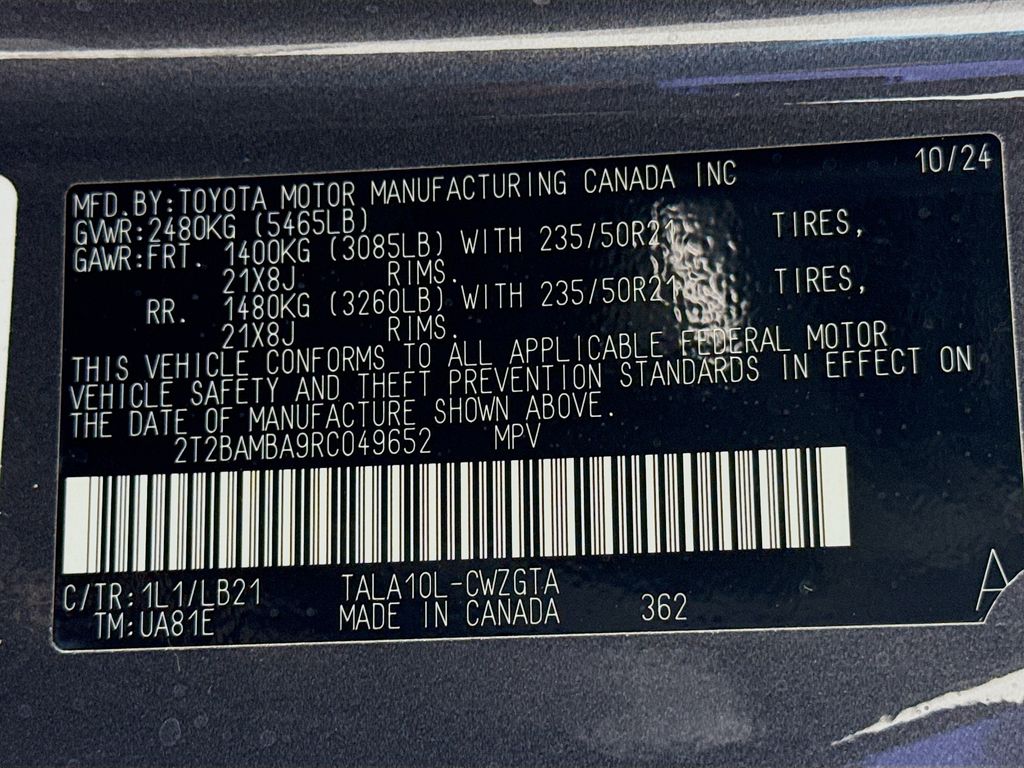 10/24
MFD.BY:TOYOTA MOTOR MANUFACTURING CANADA INC
GVWR:2480KG (5465LB)
GAWR:FRT. 1400KG (3085LB) WITH 235/50R21 TIRES,
21X8J RIMS.
RR. 1480KG (3260LB) WITH 235/50R21 TIRES,
21X8J RIMS.
THIS VEHICLE CONFORMS TO ALL APPLICABLE FEDERAL MOTOR
VEHICLE SAFETY AND THEFT PREVENTION STANDARDS IN EFFECT ON
THE DATE OF MANUFACTURE SHOWN ABOVE.
2T2BAMBA9RC049652 MPV
C/TR:1L1/LB21 TALA10L-CWZGTA
TM:UA81E MADE IN CANADA 362
A